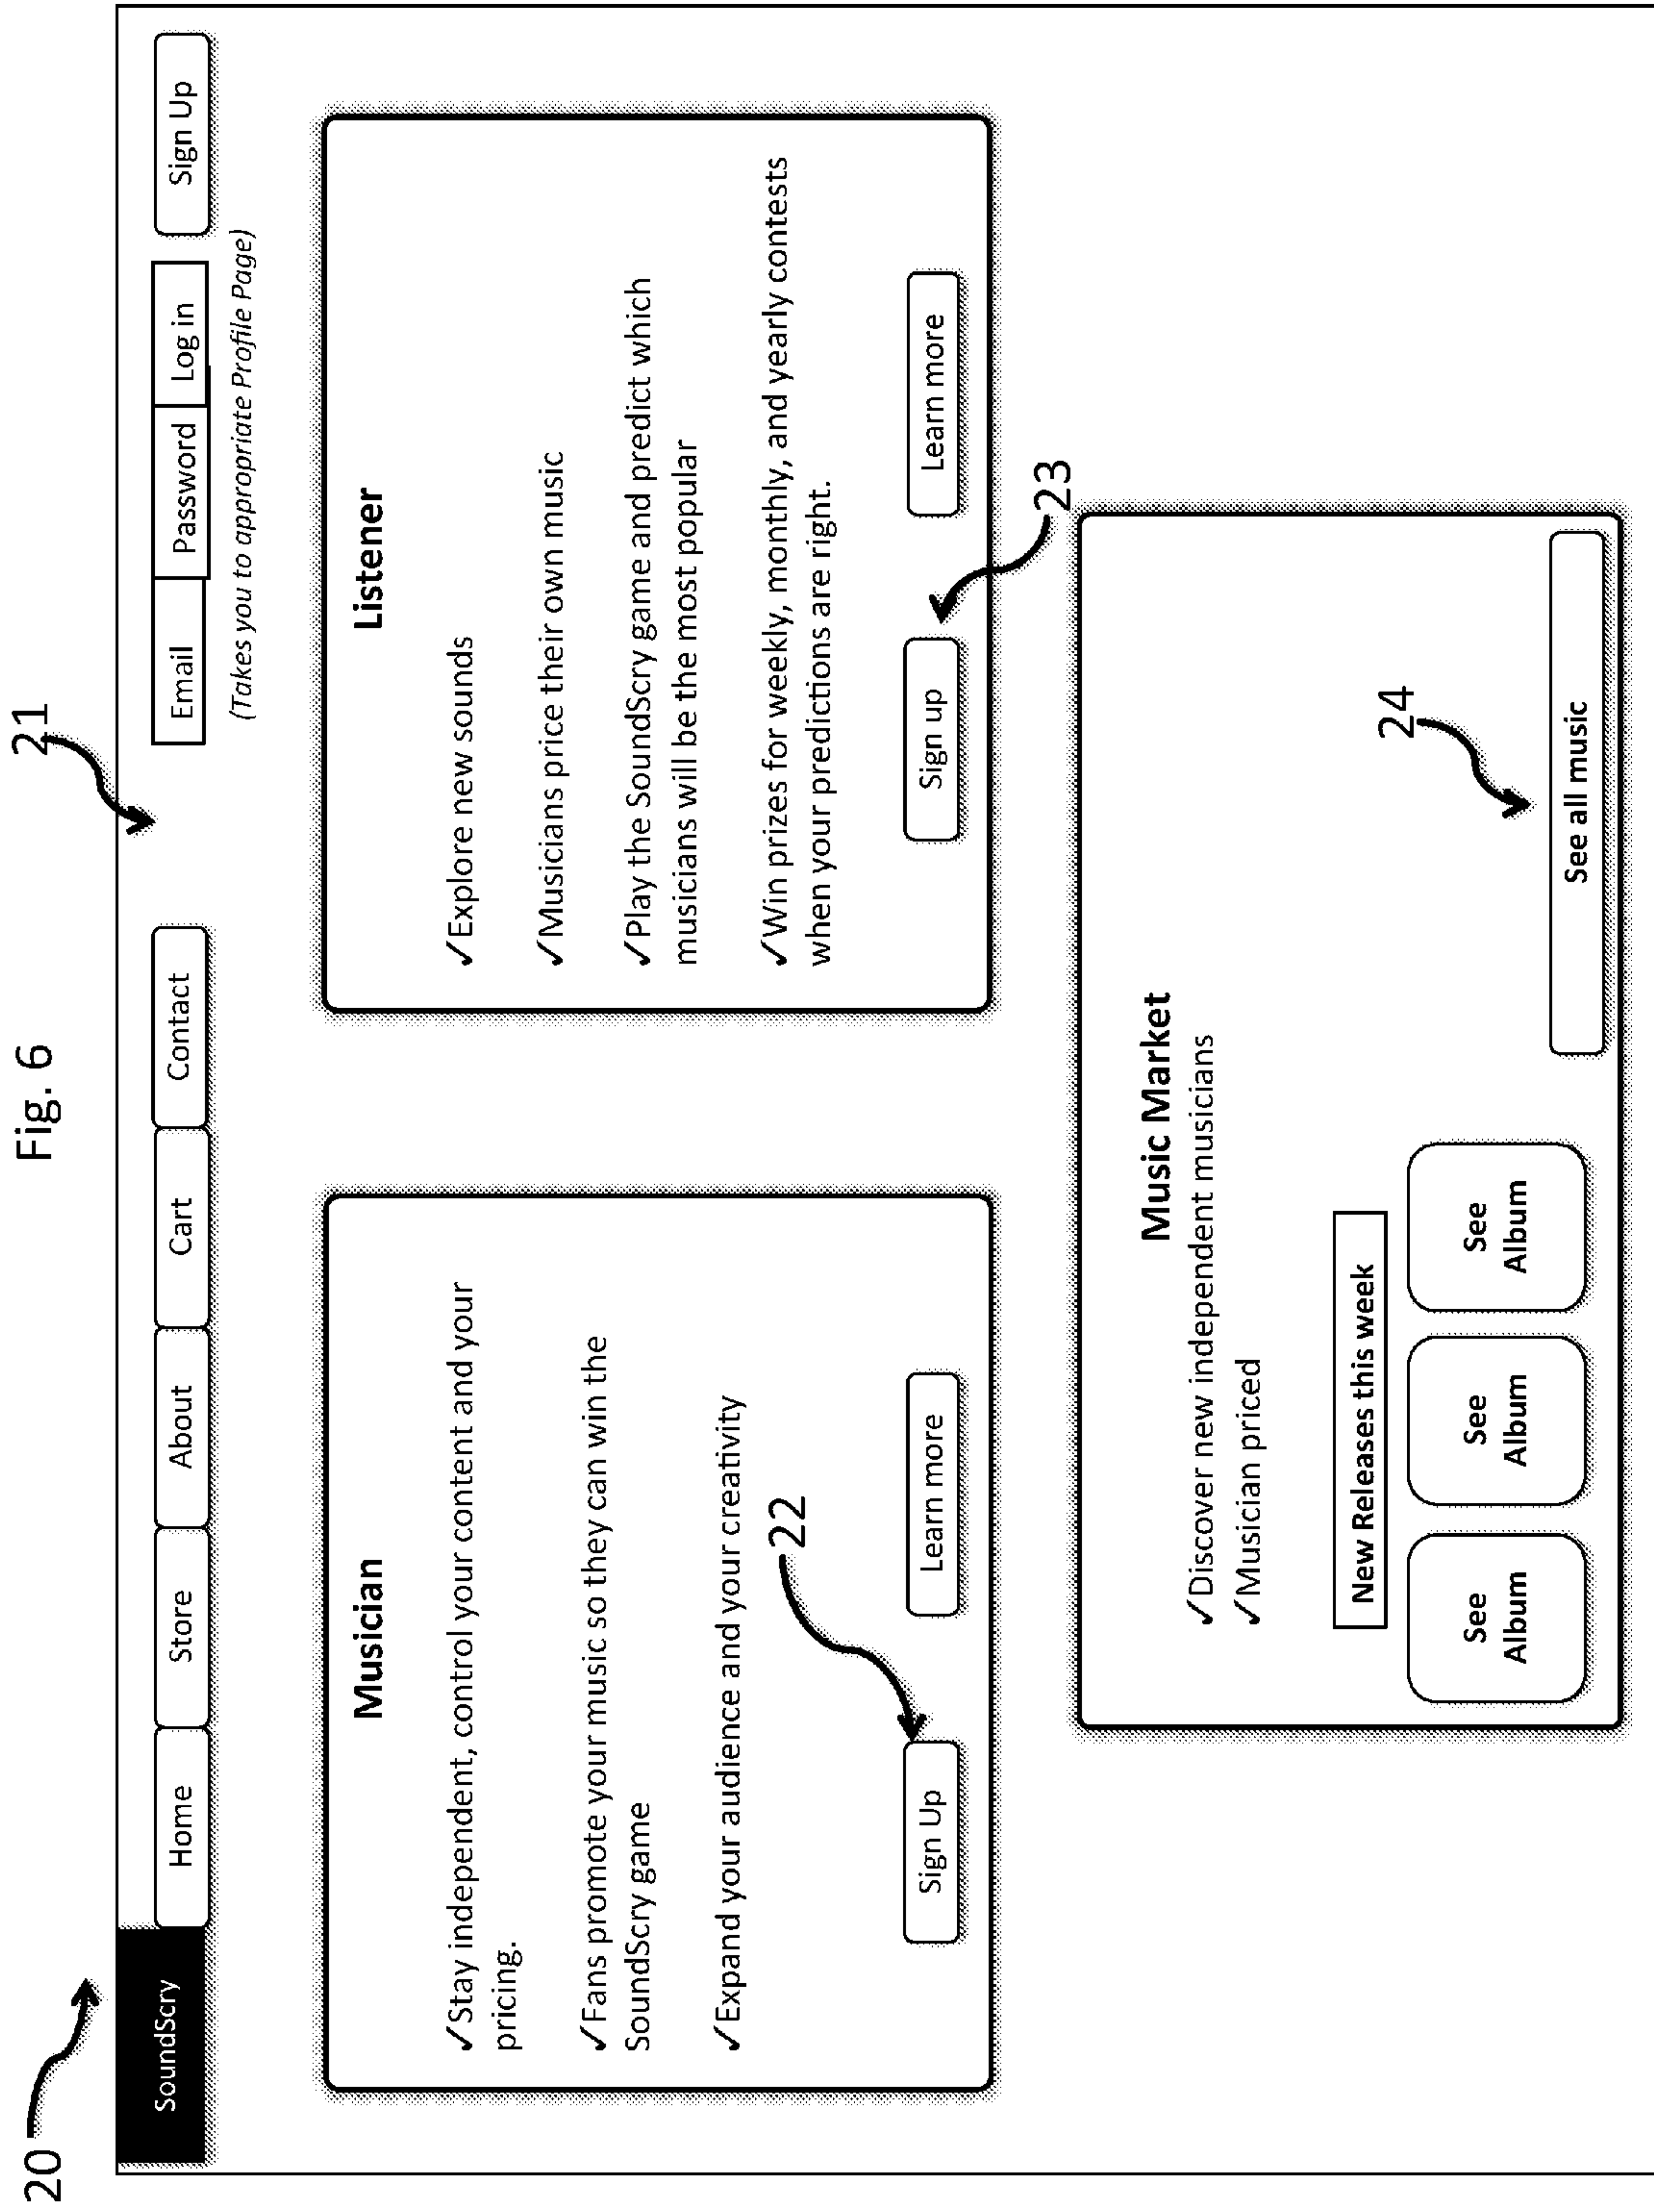 Fig. 6
20
21
SoundScry
Home
Store
About
Cart
Contact
Email
Password
Log in
Sign Up
(Takes you to appropriate Profile Page)
Musician
✓Stay independent, control your content and your
pricing.
✓Fans promote your music so they can win the
SoundScry game
✓Expand your audience and your creativity
22
Sign Up
Learn more
Listener
✓Explore new sounds
✓Musicians price their own music
✓Play the SoundScry game and predict which
musicians will be the most popular
✓Win prizes for weekly, monthly, and yearly contests
when your predictions are right.
Sign up
Learn more
23
Music Market
✓Discover new independent musicians
✓Musician priced
New Releases this week
See
Album
See
Album
See
Album
24
See all music